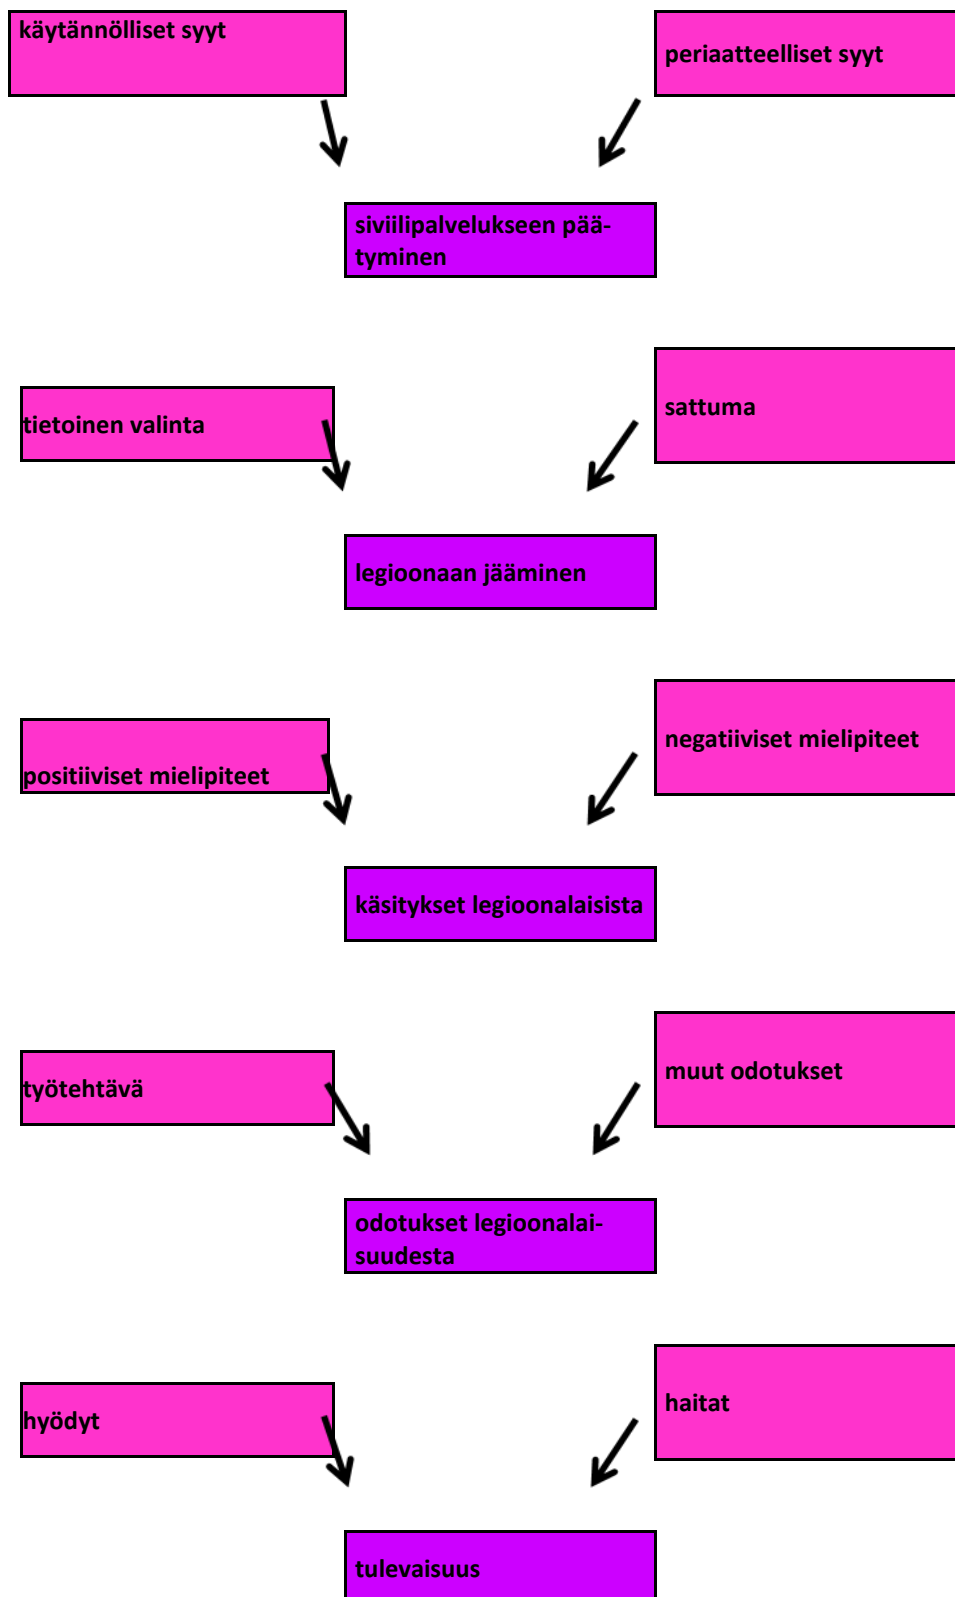 käytännölliset syyt
periaatteelliset syyt
siviilipalvelukseen pää-
tyminen
tietoinen valinta
sattuma
legioonaan jääminen
positiiviset mielipiteet
negatiiviset mielipiteet
käsitykset legioonalaisista
työtehtävä
muut odotukset
odotukset legioonalai-
suudesta
hyödyt
haitat
tulevaisuus